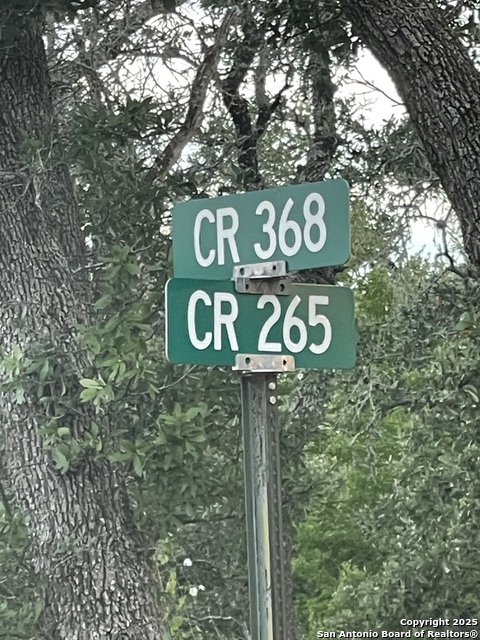 CR 368
CR 265
Copyright 2025
San Antonio Board of Realtors®